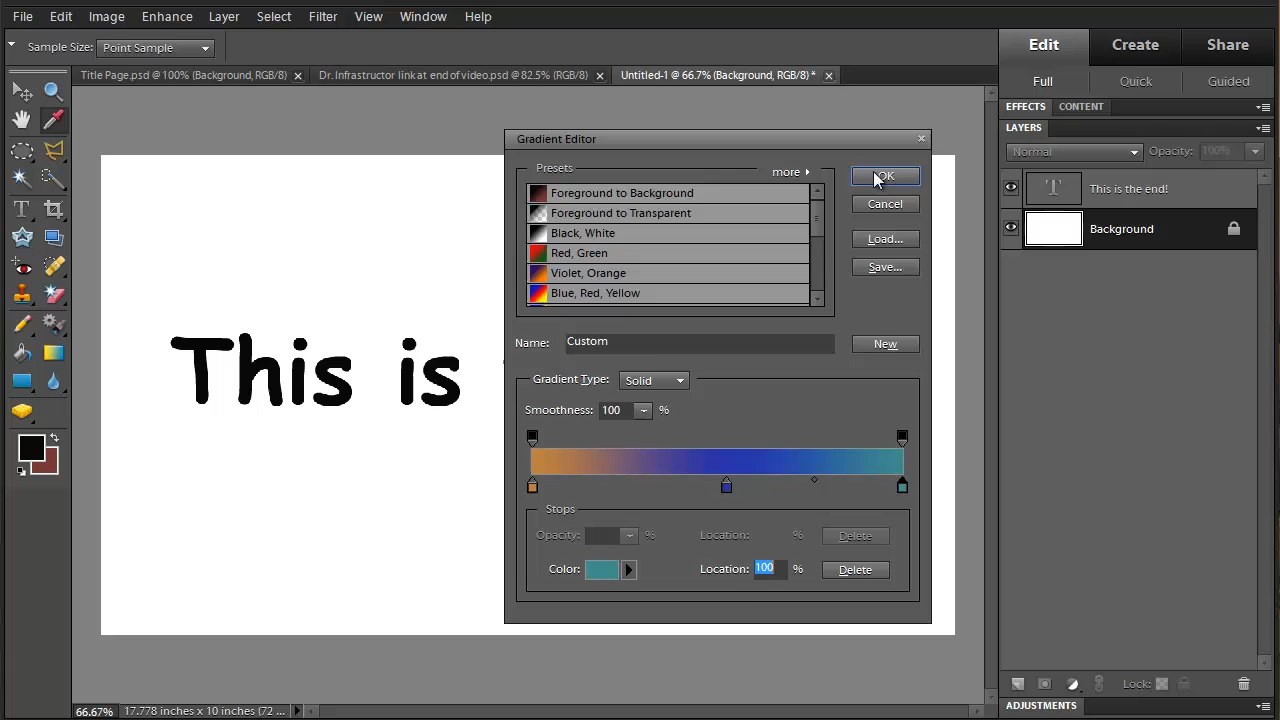 File Edit Image Enhance Layer Select Filter View Window Help
Sample Size: Point Sample
Edit Create Share
Title Page.psd @ 100% (Background, RGB/8) Dr. Infrastructor link at end of video.psd @ 82.5% (RGB/8) Untitled-1 @ 66.7% (Background, RGB/8) *
Full Quick Guided
EFFECTS CONTENT
LAYERS
Normal Opacity: 100%
This is the end!
Background
This is
Gradient Editor
Presets more
Foreground to Background
Foreground to Transparent
Black, White
Red, Green
Violet, Orange
Blue, Red, Yellow
OK
Cancel
Load...
Save...
Name: Custom New
Gradient Type: Solid
Smoothness: 100 %
Stops
Opacity: % Location: % Delete
Color: Location: 100 % Delete
Lock:
66.67% 17.778 inches x 10 inches (72 ...
ADJUSTMENTS